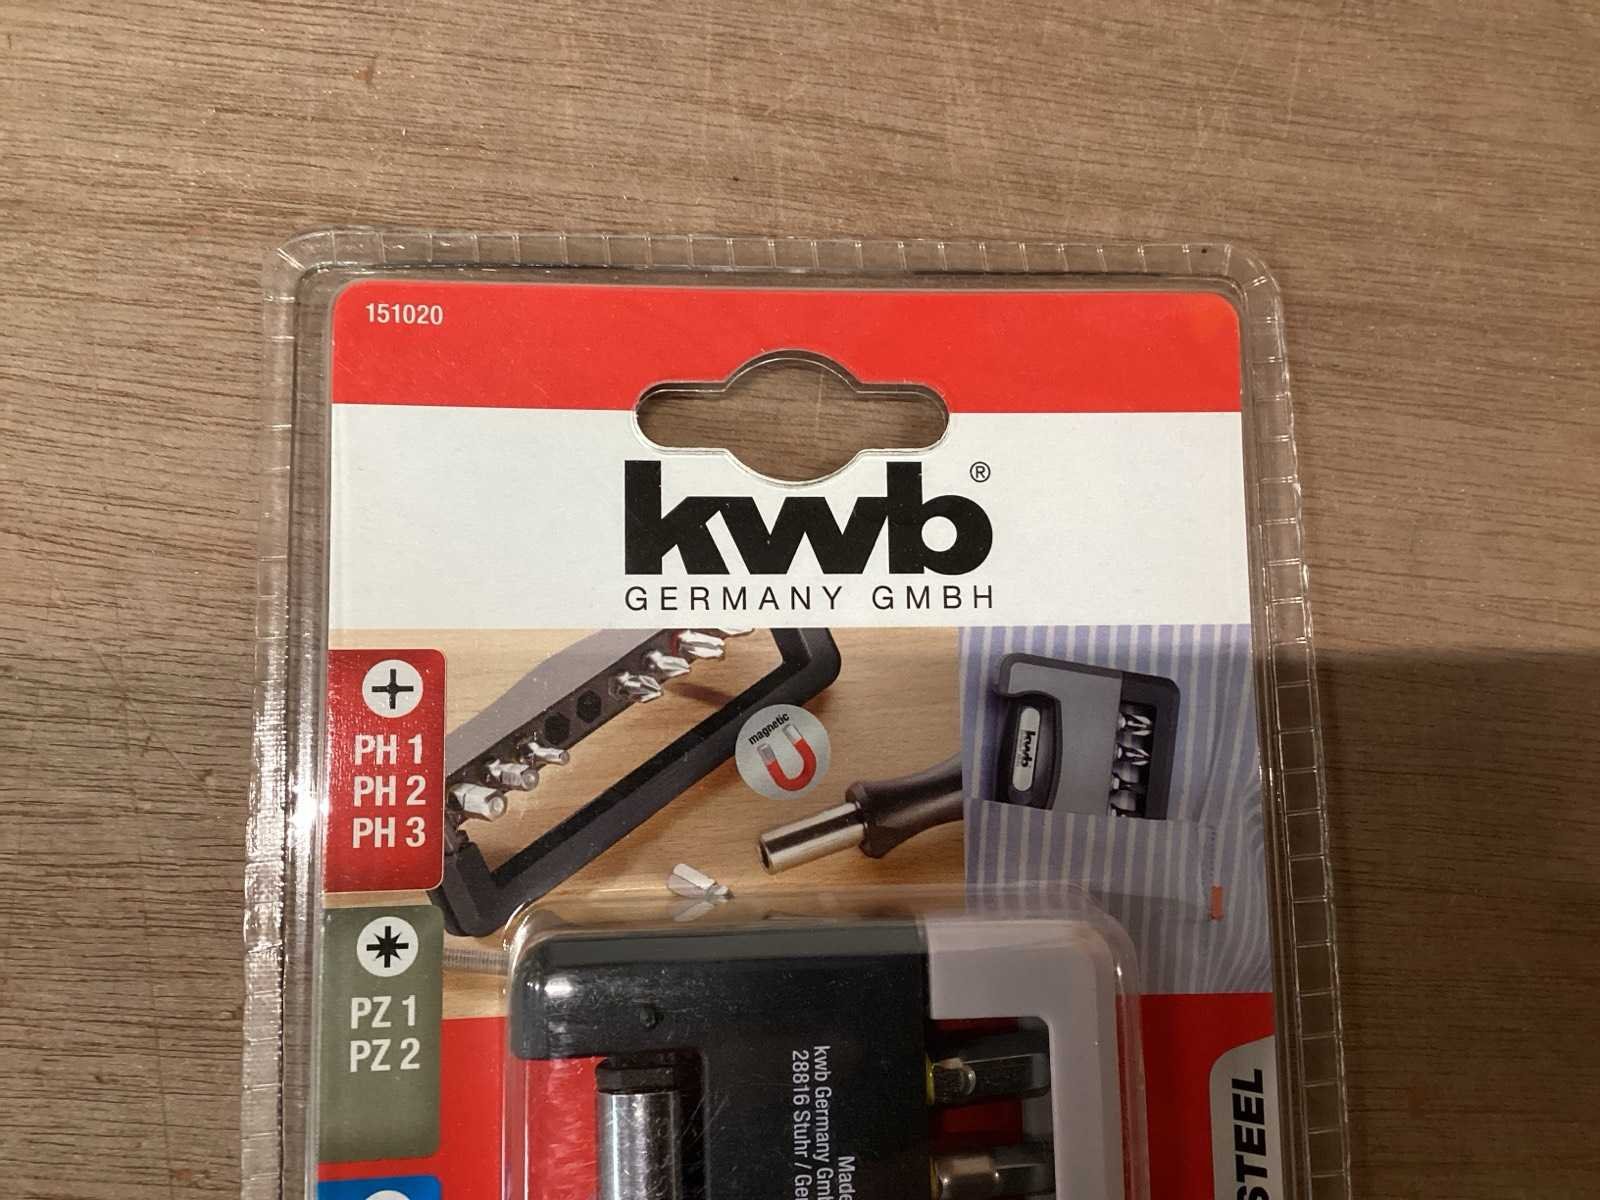 151020
kwb®
GERMANY GMBH
PH 1
PH 2
PH 3
magnetic
kwb
PZ 1
PZ 2
kwb Germany
28816 Stuhr /
STEEL